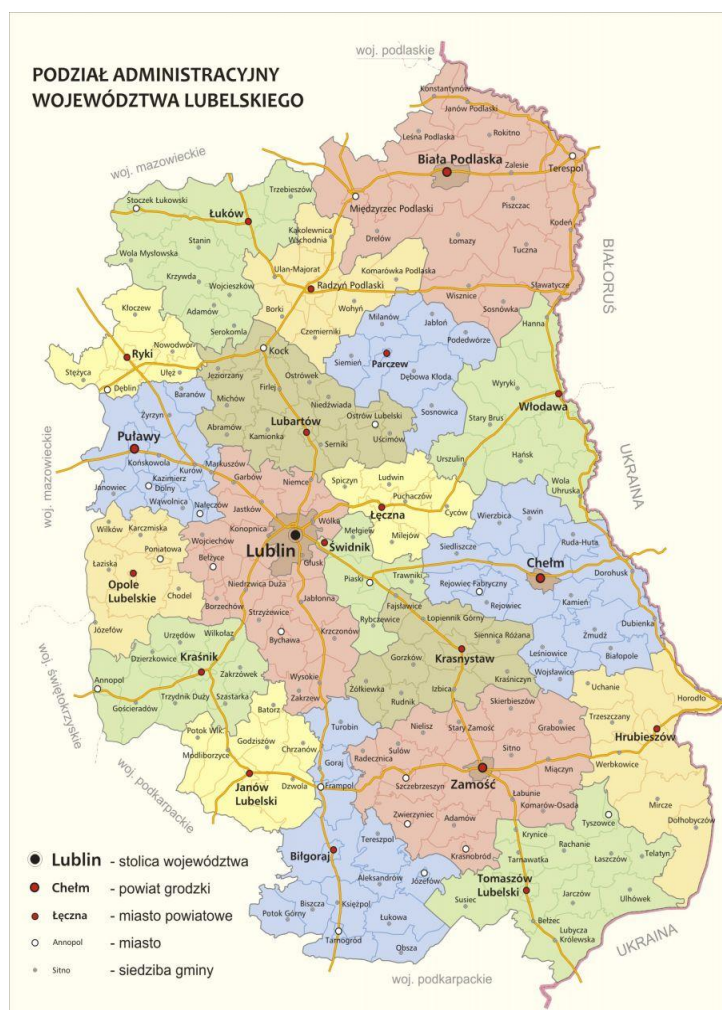 PODZIAŁ ADMINISTRACYJNY
WOJEWÓDZTWA LUBELSKIEGO
woj. podlaskie
Konstantynów
Janów Podlaski
Leśna Podlaska
Rokitno
Biała Podlaska
Zalesie
Terespol
woj. mazowieckie
Trzebieszów
Stoczek Łukowski
Łuków
Międzyrzec Podlaski
Piszczac
Kodeń
Kąkolewnica
Wschodnia
Drelów
Łomazy
Tuczna
BIAŁORUŚ
Stanin
Wola Mysłowska
Ulan-Majorat
Komarówka Podlaska
Krzywda
Wojcieszków
Radzyń Podlaski
Wisznice
Sławatycze
Sosnówka
Kłoczew
Adamów
Borki
Wohyń
Milanów
Jabłoń
Hanna
Serokomla
Czemierniki
Podedwórze
Nowodwór
Ryki
Kock
Siemień
Parczew
Stężyca
Ułęż
Jeziorzany
Ostrówek
Dębowa Kłoda
Wyryki
Dęblin
Baranów
Firlej
Michów
Niedźwiada
Sosnowica
Włodawa
Żyrzyn
Ostrów Lubelski
Stary Brus
Puławy
Abramów
Lubartów
Kamionka
Uścimów
Serniki
Hańsk
UKRAINA
Końskowola
Markuszów
Urszulin
Kurów
Garbów
Niemce
Spiczyn
Ludwin
Wola
Uhruska
Janowiec
Kazimierz
Dolny
Puchaczów
Wąwolnica
Nałęczów
Jastków
Łęczna
Cyców
Wierzbica
Sawin
woj. mazowieckie
Wilków
Karczmiska
Konopnica
Wólka
Mełgiew
Milejów
Ruda-Huta
Poniatowa
Wojciechów
Lublin
Świdnik
Siedliszcze
Łaziska
Bełżyce
Głusk
Trawniki
Chełm
Dorohusk
Opole
Lubelskie
Niedrzwica Duża
Piaski
Rejowiec Fabryczny
Chodel
Borzechów
Jabłonna
Fajsławice
Rejowiec
Kamień
Józefów
Strzyżewice
Rybczewice
Łopiennik Górny
Dubienka
Urzędów
Wilkołaz
Bychawa
Krzczonów
Siennica Różana
Żmudź
Dzierzkowice
Leśniowice
Białopole
Kraśnik
Zakrzówek
Gorzków
Krasnystaw
Wojsławice
Annopol
Wysokie
Kraśniczyn
woj. świętokrzyskie
Trzydnik Duży
Szastarka
Zakrzew
Żółkiewka
Izbica
Uchanie
Gościeradów
Rudnik
Skierbieszów
Horodło
Batorz
Turobin
Nielisz
Stary Zamość
Grabowiec
Trzeszczany
Potok Wlk.
Godziszów
Sułów
Hrubieszów
Modliborzyce
Chrzanów
Goraj
Radecznica
Sitno
Werbkowice
woj. podkarpackie
Janów
Lubelski
Dzwola
Frampol
Szczebrzeszyn
Zamość
Miączyn
Łabunie
Komarów-Osada
Mircze
Zwierzyniec
Adamów
Tyszowce
Dołhobyczów
Tereszpol
Krynice
Rachanie
Biłgoraj
Krasnobród
Tarnawatka
Łaszczów
Telatyn
Aleksandrów
Józefów
Tomaszów
Lubelski
Biszcza
Księżpol
Susiec
Jarczów
Ulhówek
Potok Górny
Łukowa
Bełżec
Tarnogród
Obsza
Lubycza
Królewska
UKRAINA
woj. podkarpackie
Lublin - stolica województwa
Chełm - powiat grodzki
Łęczna - miasto powiatowe
Annopol - miasto
Sitno - siedziba gminy